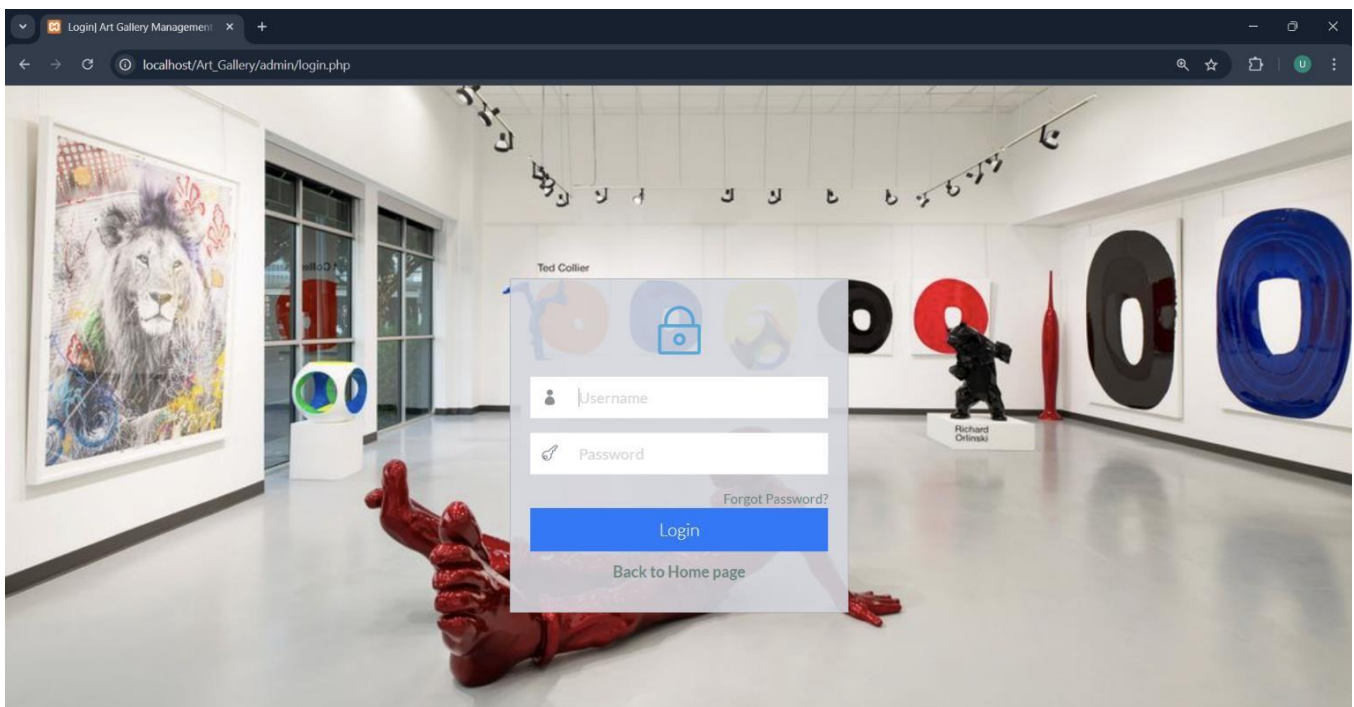 Login| Art Gallery Management
localhost/Art_Gallery/admin/login.php
U
Ted Collier
Username
Password
Forgot Password?
Login
Back to Home page
Richard
Orlinski